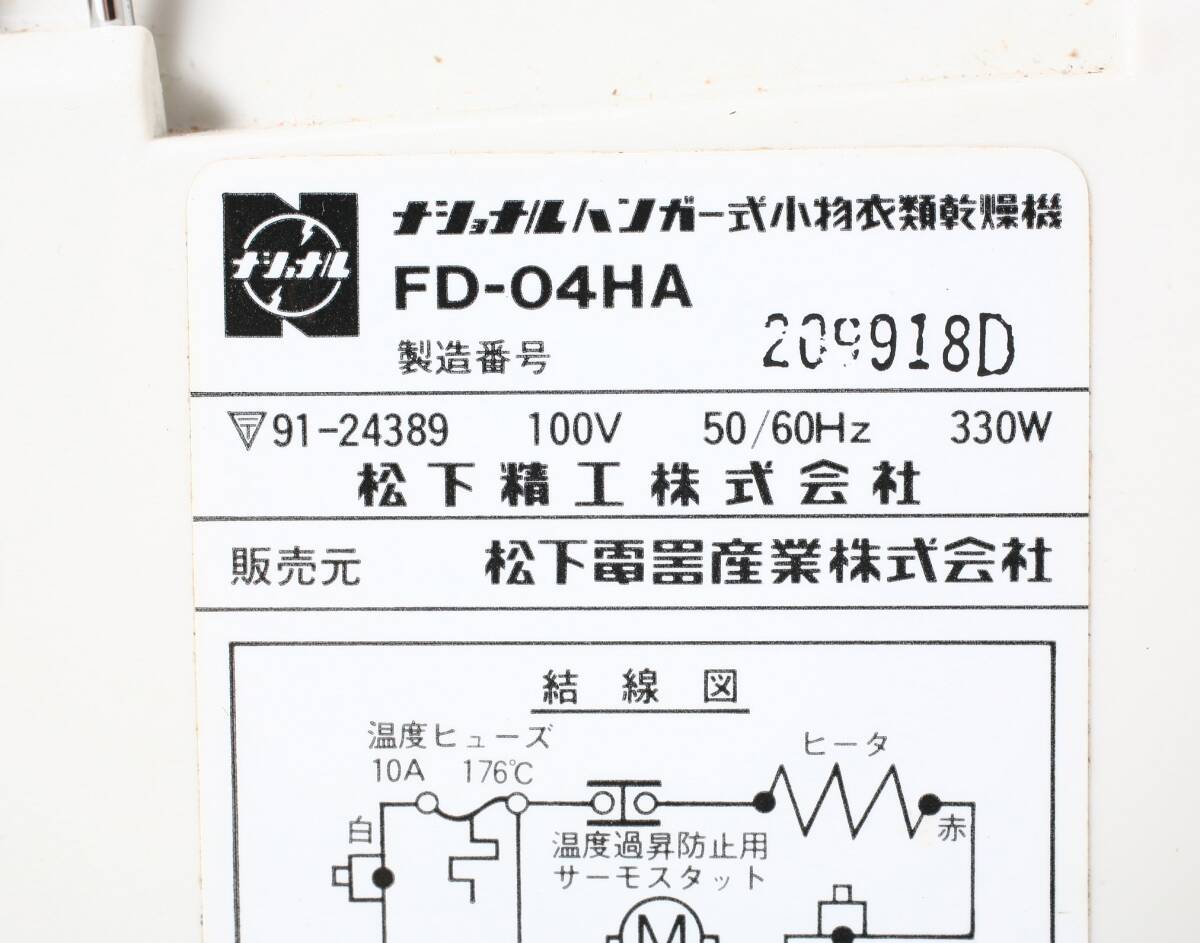 ナショナル
ナショナルハンガー式小物衣類乾燥機
FD-04HA
製造番号 209918D
〒91-24389 100V 50/60Hz 330W
松下精工株式会社
販売元 松下電器産業株式会社
結線図
温度ヒューズ
10A 176℃
ヒータ
白
赤
温度過昇防止用
サーモスタット
M